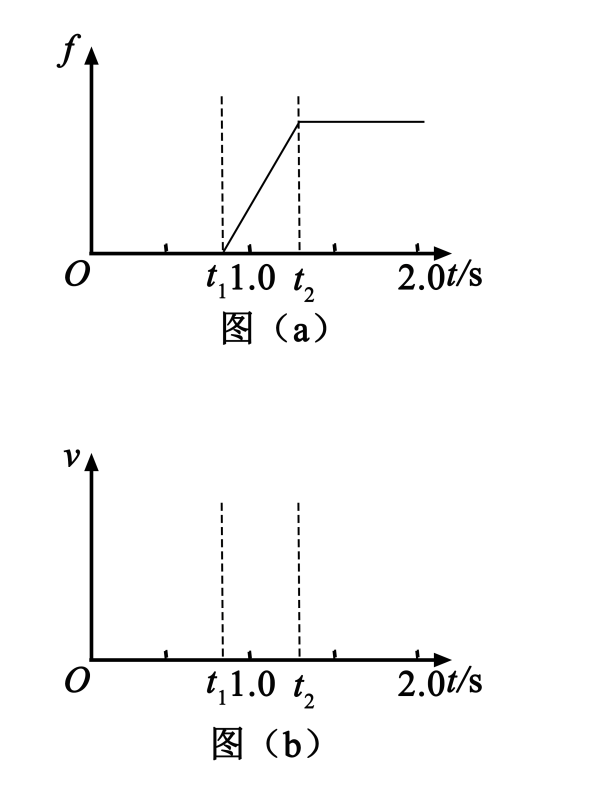 f
O t₁ 1.0 t₂ 2.0 t/s
图（a）
v
O t₁ 1.0 t₂ 2.0 t/s
图（b）